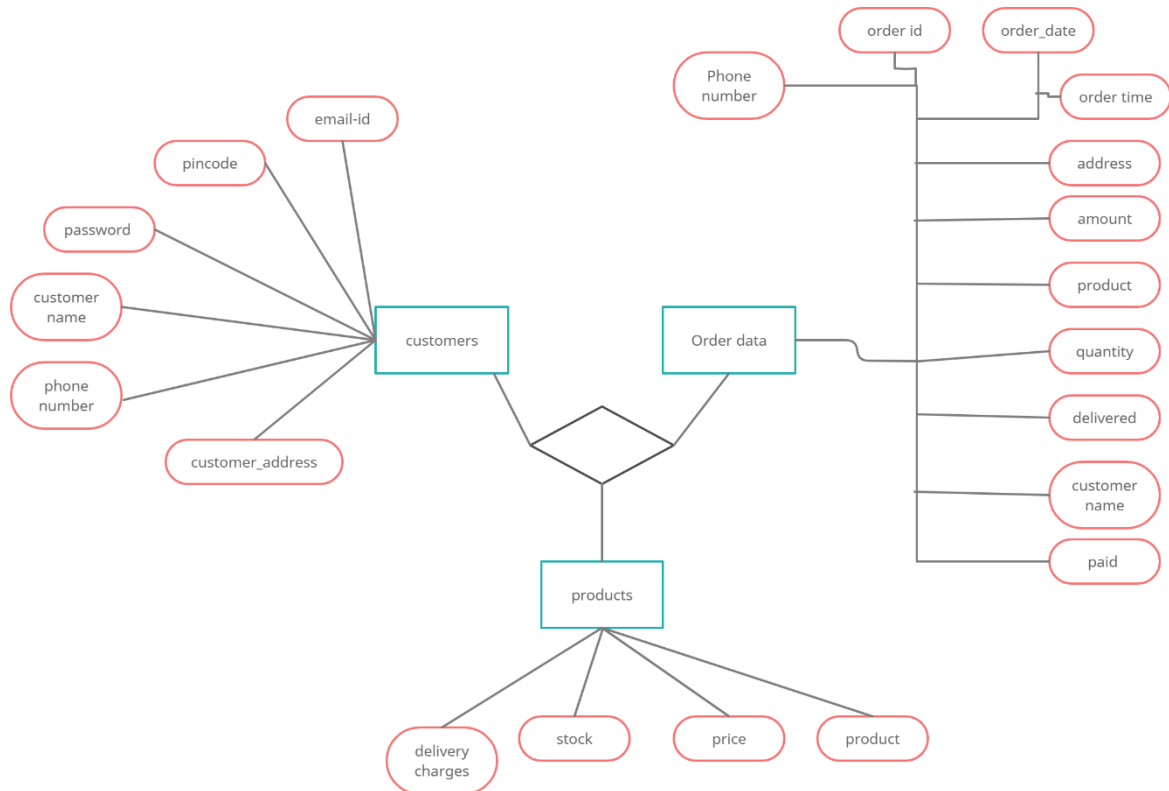 order id
order_date
Phone
number
order time
email-id
pincode
address
amount
password
customer
name
product
customers
Order data
quantity
phone
number
delivered
customer_address
customer
name
paid
products
delivery
charges
stock
price
product